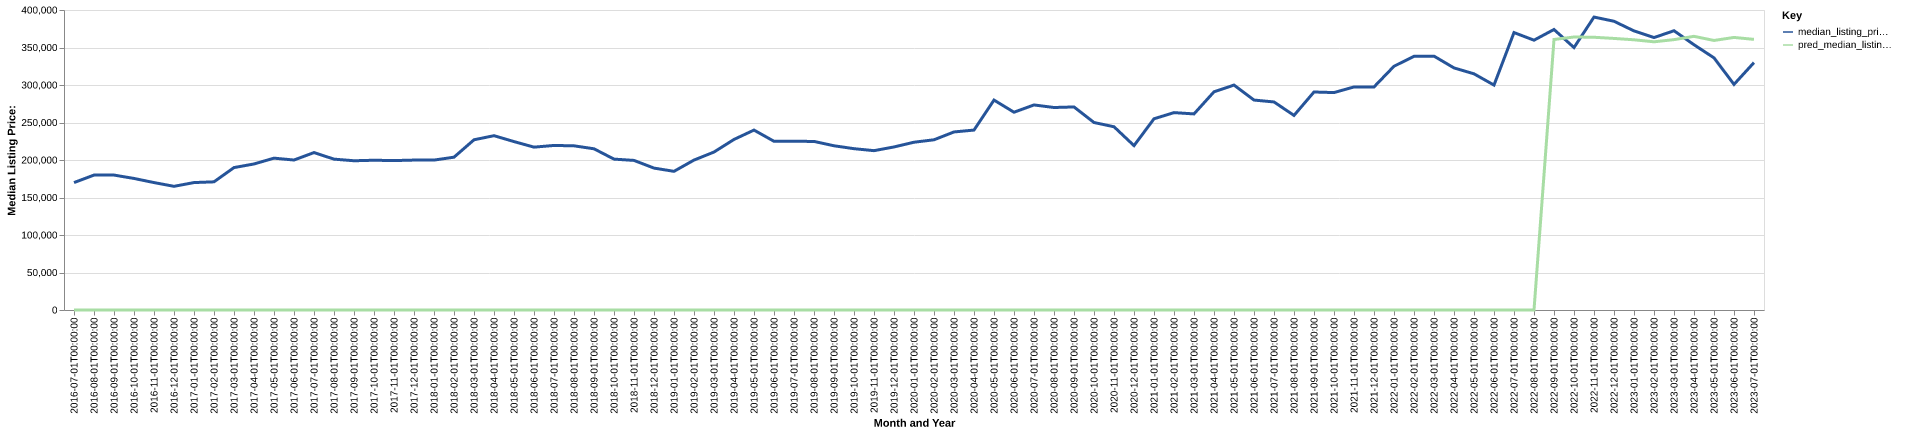 400,000
350,000
300,000
250,000
200,000
150,000
100,000
50,000
0
Median Listing Price:
2016-07-01T00:00:00
2016-08-01T00:00:00
2016-09-01T00:00:00
2016-10-01T00:00:00
2016-11-01T00:00:00
2016-12-01T00:00:00
2017-01-01T00:00:00
2017-02-01T00:00:00
2017-03-01T00:00:00
2017-04-01T00:00:00
2017-05-01T00:00:00
2017-06-01T00:00:00
2017-07-01T00:00:00
2017-08-01T00:00:00
2017-09-01T00:00:00
2017-10-01T00:00:00
2017-11-01T00:00:00
2017-12-01T00:00:00
2018-01-01T00:00:00
2018-02-01T00:00:00
2018-03-01T00:00:00
2018-04-01T00:00:00
2018-05-01T00:00:00
2018-06-01T00:00:00
2018-07-01T00:00:00
2018-08-01T00:00:00
2018-09-01T00:00:00
2018-10-01T00:00:00
2018-11-01T00:00:00
2018-12-01T00:00:00
2019-01-01T00:00:00
2019-02-01T00:00:00
2019-03-01T00:00:00
2019-04-01T00:00:00
2019-05-01T00:00:00
2019-06-01T00:00:00
2019-07-01T00:00:00
2019-08-01T00:00:00
2019-09-01T00:00:00
2019-10-01T00:00:00
2019-11-01T00:00:00
2019-12-01T00:00:00
2020-01-01T00:00:00
2020-02-01T00:00:00
2020-03-01T00:00:00
2020-04-01T00:00:00
2020-05-01T00:00:00
2020-06-01T00:00:00
2020-07-01T00:00:00
2020-08-01T00:00:00
2020-09-01T00:00:00
2020-10-01T00:00:00
2020-11-01T00:00:00
2020-12-01T00:00:00
2021-01-01T00:00:00
2021-02-01T00:00:00
2021-03-01T00:00:00
2021-04-01T00:00:00
2021-05-01T00:00:00
2021-06-01T00:00:00
2021-07-01T00:00:00
2021-08-01T00:00:00
2021-09-01T00:00:00
2021-10-01T00:00:00
2021-11-01T00:00:00
2021-12-01T00:00:00
2022-01-01T00:00:00
2022-02-01T00:00:00
2022-03-01T00:00:00
2022-04-01T00:00:00
2022-05-01T00:00:00
2022-06-01T00:00:00
2022-07-01T00:00:00
2022-08-01T00:00:00
2022-09-01T00:00:00
2022-10-01T00:00:00
2022-11-01T00:00:00
2022-12-01T00:00:00
2023-01-01T00:00:00
2023-02-01T00:00:00
2023-03-01T00:00:00
2023-04-01T00:00:00
2023-05-01T00:00:00
2023-06-01T00:00:00
2023-07-01T00:00:00
Month and Year
Key
median_listing_pri…
pred_median_listin…